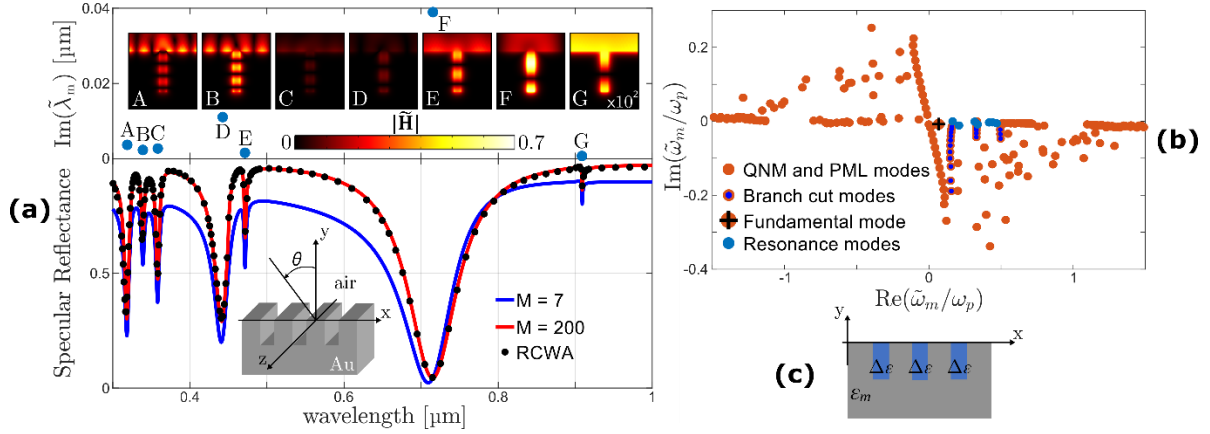 0.04
Im(λ̃ₘ) [μm]
0.02
0
F
A B C D E F G
×10²
|H̃|
0 0.7
A B C D E G
(a)
Specular Reflectance
0.5
0
y
θ
air
x
z
Au
M = 7
M = 200
RCWA
0.4 0.6 0.8 1
wavelength [μm]
0.4
0.2
0
-0.2
-0.4
Im(ω̃ₘ/ωₚ)
QNM and PML modes
Branch cut modes
Fundamental mode
Resonance modes
(b)
-1 0 1
Re(ω̃ₘ/ωₚ)
y
x
Δε Δε Δε
εₘ
(c)